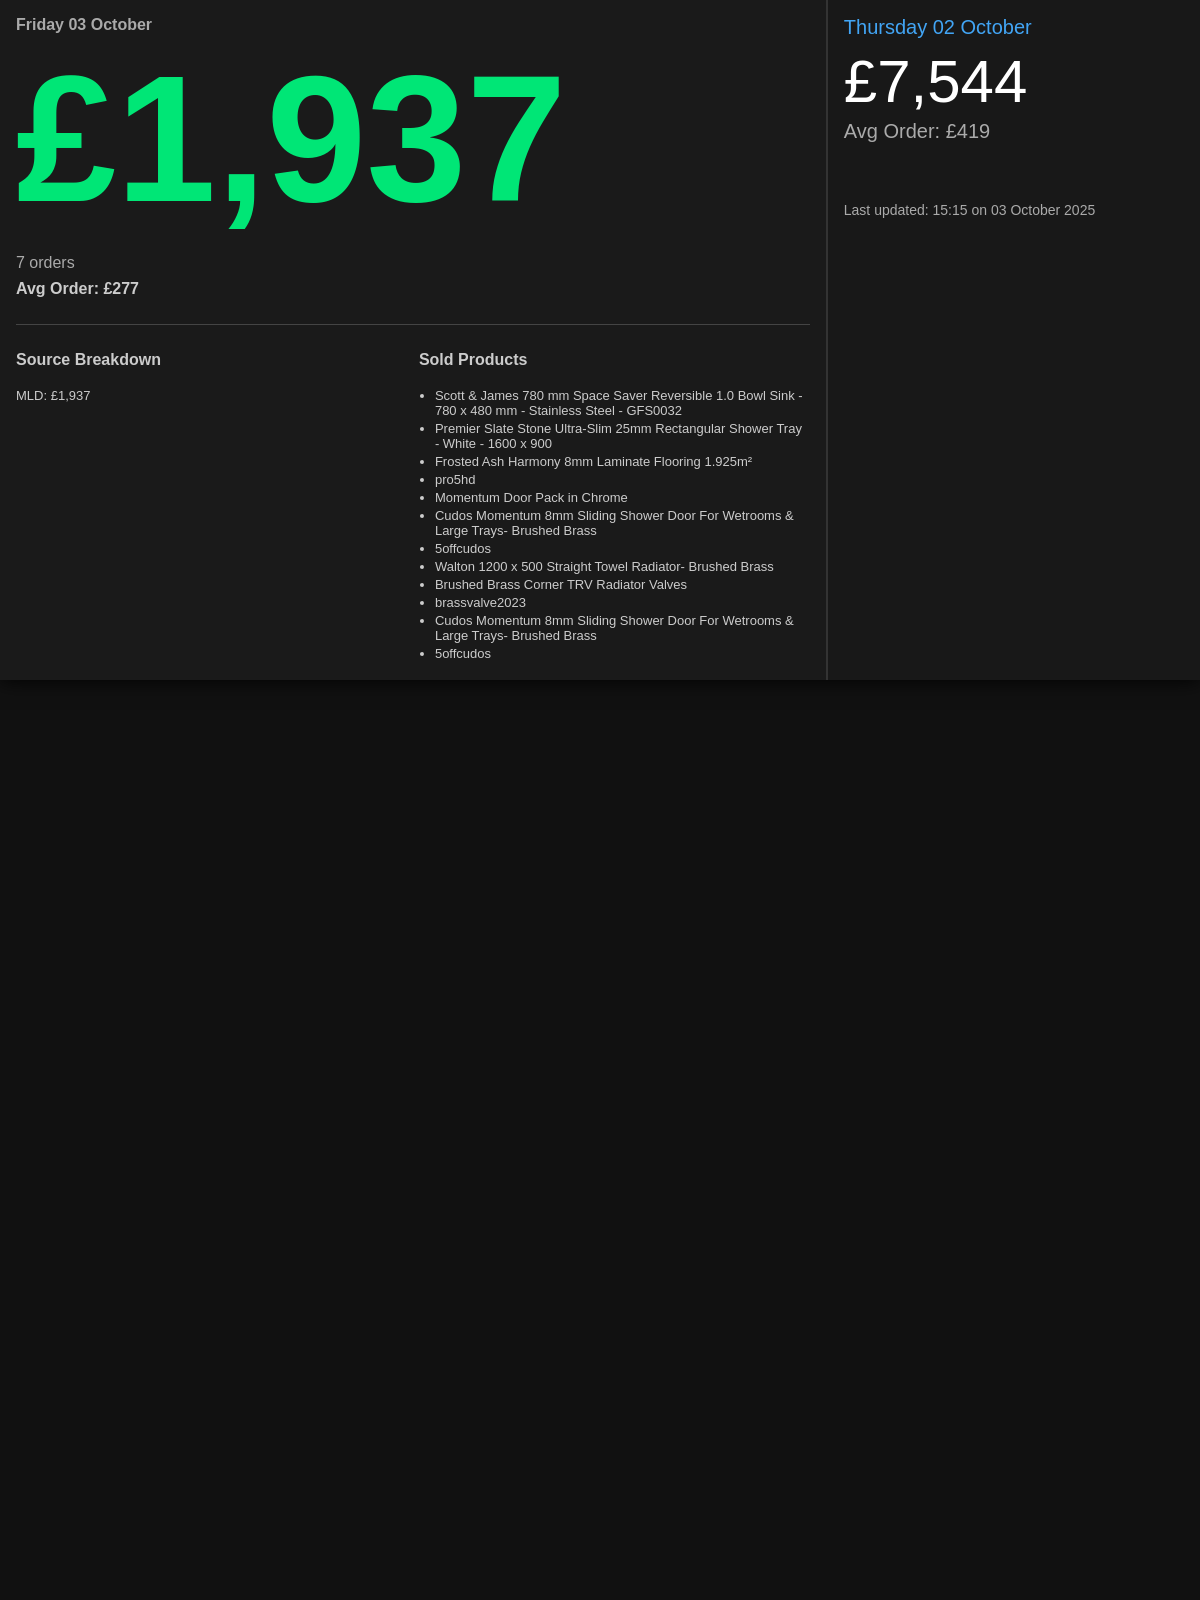 Friday 03 October
£1,937
7 orders
Avg Order: £277
Source Breakdown
MLD: £1,937
Sold Products
• Scott & James 780 mm Space Saver Reversible 1.0 Bowl Sink -
780 x 480 mm - Stainless Steel - GFS0032
• Premier Slate Stone Ultra-Slim 25mm Rectangular Shower Tray
- White - 1600 x 900
• Frosted Ash Harmony 8mm Laminate Flooring 1.925m²
• pro5hd
• Momentum Door Pack in Chrome
• Cudos Momentum 8mm Sliding Shower Door For Wetrooms &
Large Trays- Brushed Brass
• 5offcudos
• Walton 1200 x 500 Straight Towel Radiator- Brushed Brass
• Brushed Brass Corner TRV Radiator Valves
• brassvalve2023
• Cudos Momentum 8mm Sliding Shower Door For Wetrooms &
Large Trays- Brushed Brass
• 5offcudos
Thursday 02 October
£7,544
Avg Order: £419
Last updated: 15:15 on 03 October 2025